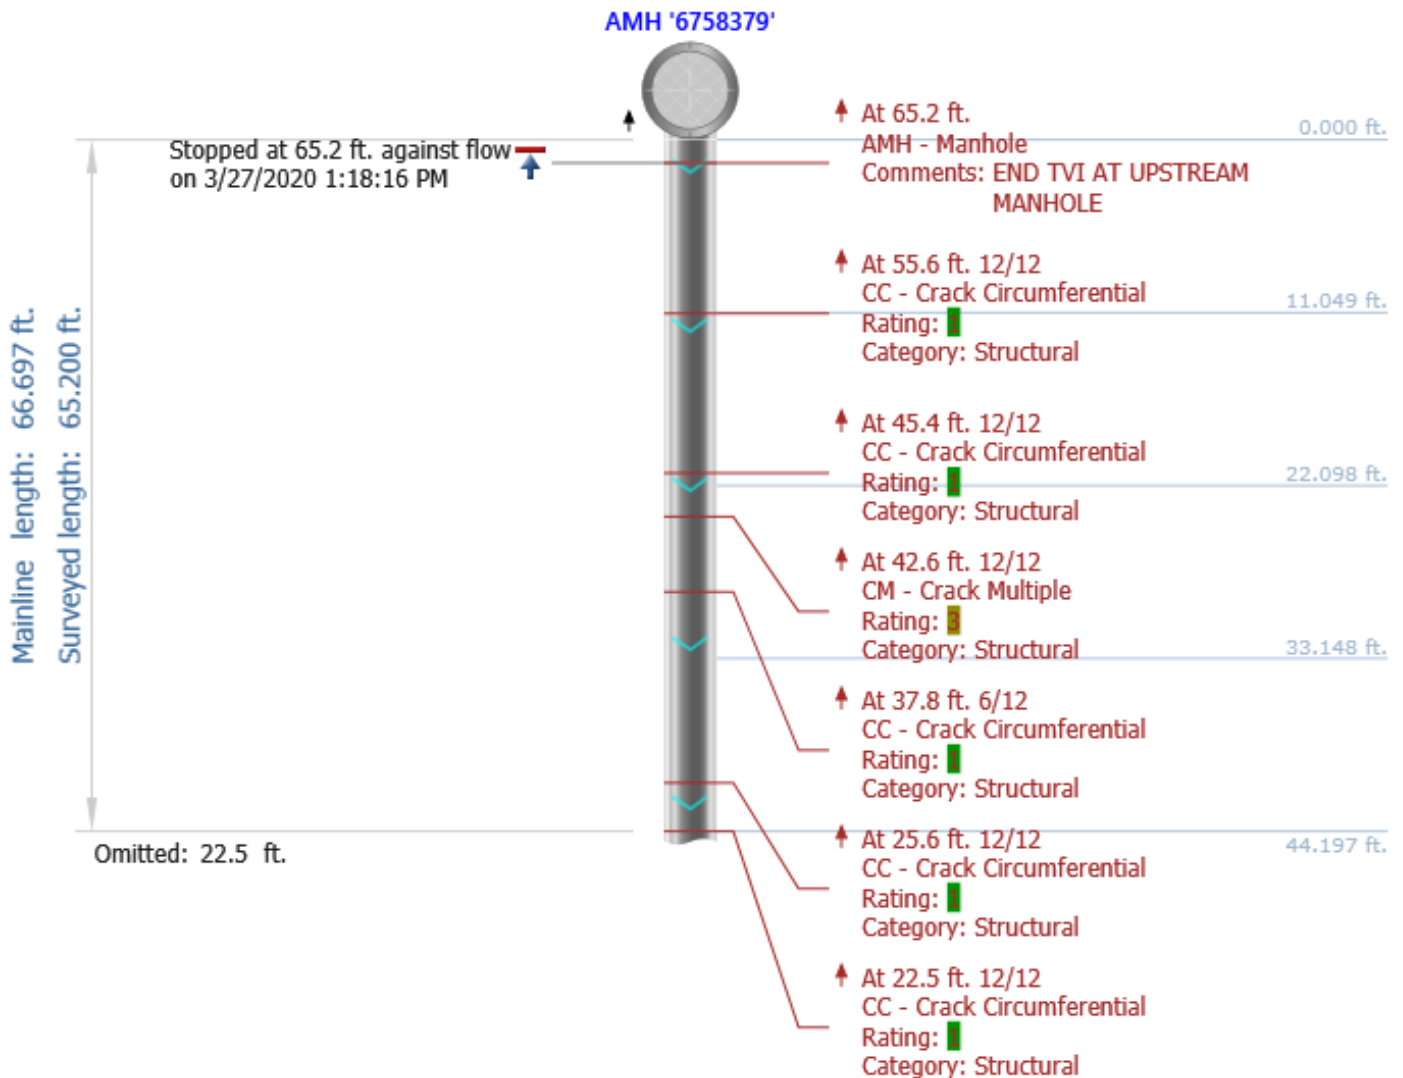 AMH '6758379'
Stopped at 65.2 ft. against flow
on 3/27/2020 1:18:16 PM
Mainline length: 66.697 ft.
Surveyed length: 65.200 ft.
Omitted: 22.5 ft.
At 65.2 ft.
AMH - Manhole
Comments: END TVI AT UPSTREAM
MANHOLE
At 55.6 ft. 12/12
CC - Crack Circumferential
Rating: 1
Category: Structural
At 45.4 ft. 12/12
CC - Crack Circumferential
Rating: 1
Category: Structural
At 42.6 ft. 12/12
CM - Crack Multiple
Rating: 3
Category: Structural
At 37.8 ft. 6/12
CC - Crack Circumferential
Rating: 1
Category: Structural
At 25.6 ft. 12/12
CC - Crack Circumferential
Rating: 1
Category: Structural
At 22.5 ft. 12/12
CC - Crack Circumferential
Rating: 1
Category: Structural
0.000 ft.
11.049 ft.
22.098 ft.
33.148 ft.
44.197 ft.